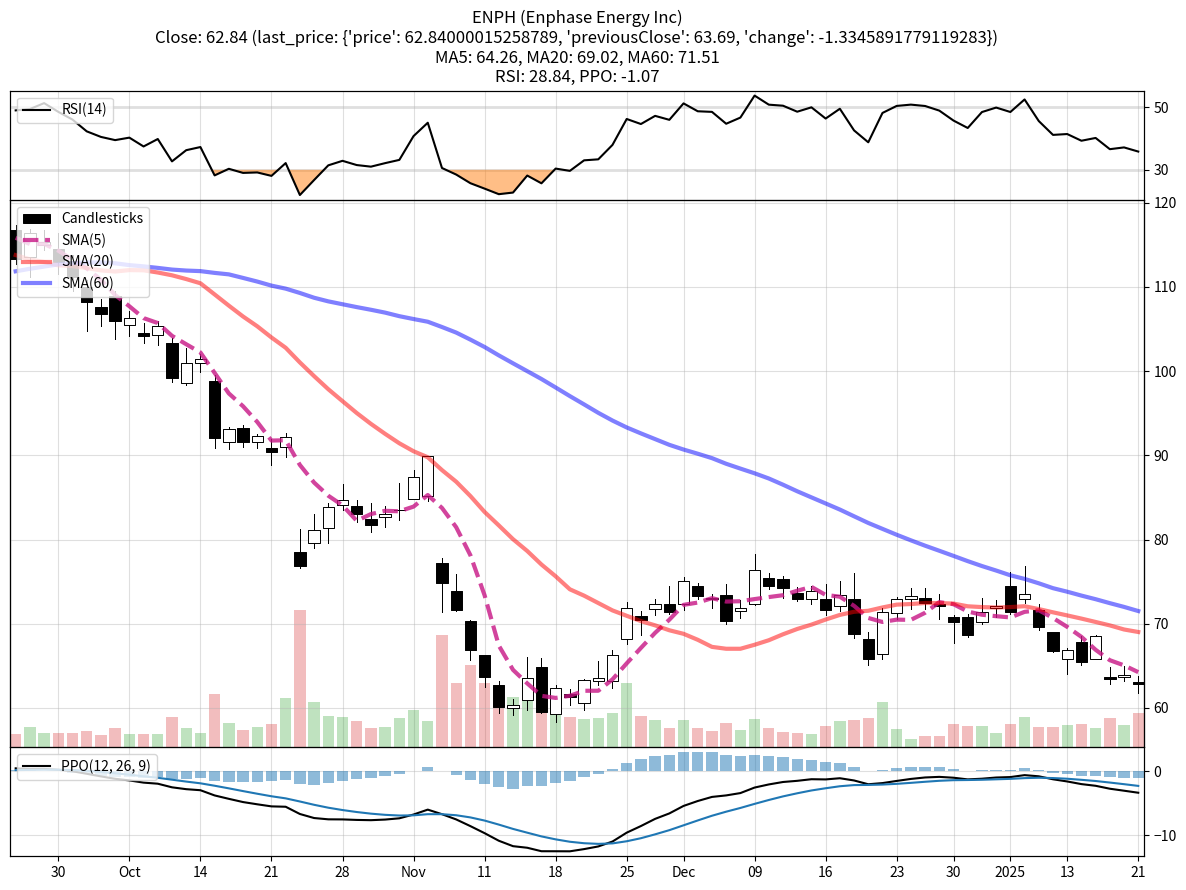 ENPH (Enphase Energy Inc)
Close: 62.84 (last_price: {'price': 62.84000015258789, 'previousClose': 63.69, 'change': -1.3345891779119283})
MA5: 64.26, MA20: 69.02, MA60: 71.51
RSI: 28.84, PPO: -1.07
RSI(14)
50
30
Candlesticks
SMA(5)
SMA(20)
SMA(60)
120
110
100
90
80
70
60
PPO(12, 26, 9)
0
−10
30 Oct 14 21 28 Nov 11 18 25 Dec 09 16 23 30 2025 13 21